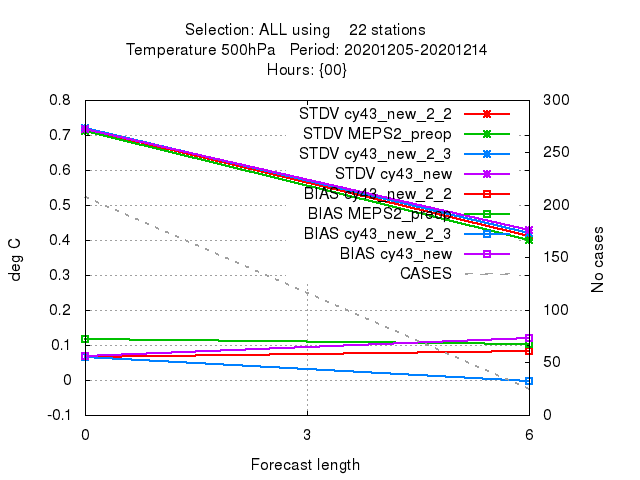 Selection: ALL using 22 stations
Temperature 500hPa Period: 20201205-20201214
Hours: {00}
0.8
0.7
0.6
0.5
0.4
0.3
0.2
0.1
0
-0.1
deg C
STDV cy43_new_2_2
STDV MEPS2_preop
STDV cy43_new_2_3
STDV cy43_new
BIAS cy43_new_2_2
BIAS MEPS2_preop
BIAS cy43_new_2_3
BIAS cy43_new
CASES
300
250
200
150
100
50
0
No cases
0 3 6
Forecast length